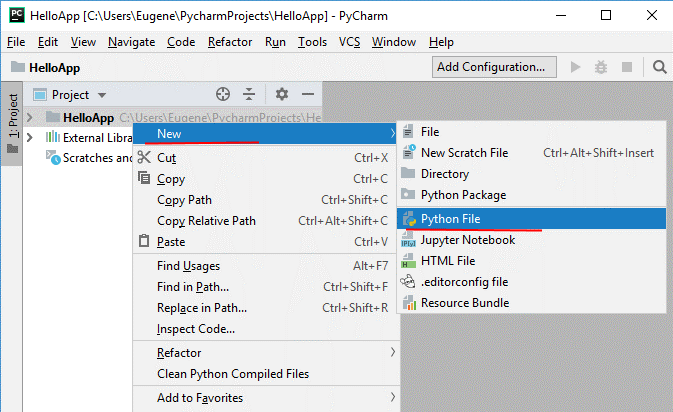 PC HelloApp [C:\Users\Eugene\PycharmProjects\HelloApp] - PyCharm
File Edit View Navigate Code Refactor Run Tools VCS Window Help
HelloApp Add Configuration...
1: Project
Project
HelloApp C:\Users\Eugene\PycharmProjects\He
External Libra
Scratches and
New
Cut Ctrl+X
Copy Ctrl+C
Copy Path Ctrl+Shift+C
Copy Relative Path Ctrl+Alt+Shift+C
Paste Ctrl+V
Find Usages Alt+F7
Find in Path... Ctrl+Shift+F
Replace in Path... Ctrl+Shift+R
Inspect Code...
Refactor
Clean Python Compiled Files
Add to Favorites
File
New Scratch File Ctrl+Alt+Shift+Insert
Directory
Python Package
Python File
Jupyter Notebook
HTML File
.editorconfig file
Resource Bundle